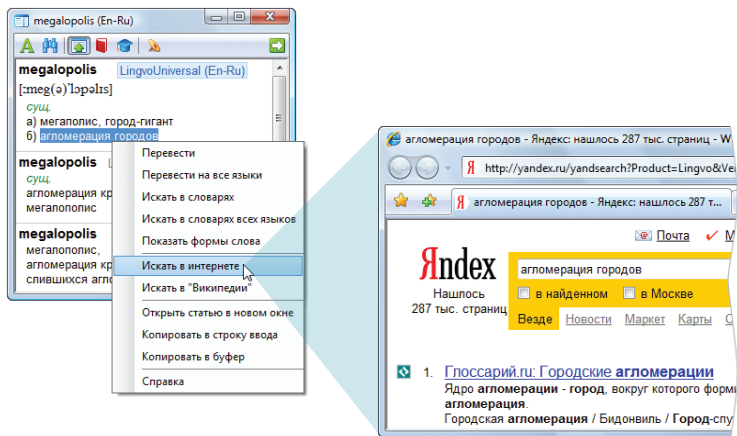 megalopolis (En-Ru)
megalopolis LingvoUniversal (En-Ru)
[ˌmeg(ə)'lɔpəlɪs]
сущ.
а) мегаполис, город-гигант
б) агломерация городов
megalopolis
сущ.
агломерация
мегаполис
megalopolis
мегаполис,
агломерация
слившихся
Перевести
Перевести на все языки
Искать в словарях
Искать в словарях всех языков
Показать формы слова
Искать в интернете
Искать в "Википедии"
Открыть статью в новом окне
Копировать в строку ввода
Копировать в буфер
Справка
агломерация городов - Яндекс: нашлось 287 тыс. страниц - W
Я http://yandex.ru/yandsearch?Product=Lingvo&Ve
Я агломерация городов - Яндекс: нашлось 287 т...
Почта М
Яndex
Нашлось
287 тыс. страниц
агломерация городов
в найденном в Москве
Везде Новости Маркет Карты
1. Глоссарий.ru: Городские агломерации
Ядро агломерации - город, вокруг которого форми
агломерация.
Городская агломерация / Бидонвиль / Город-спу